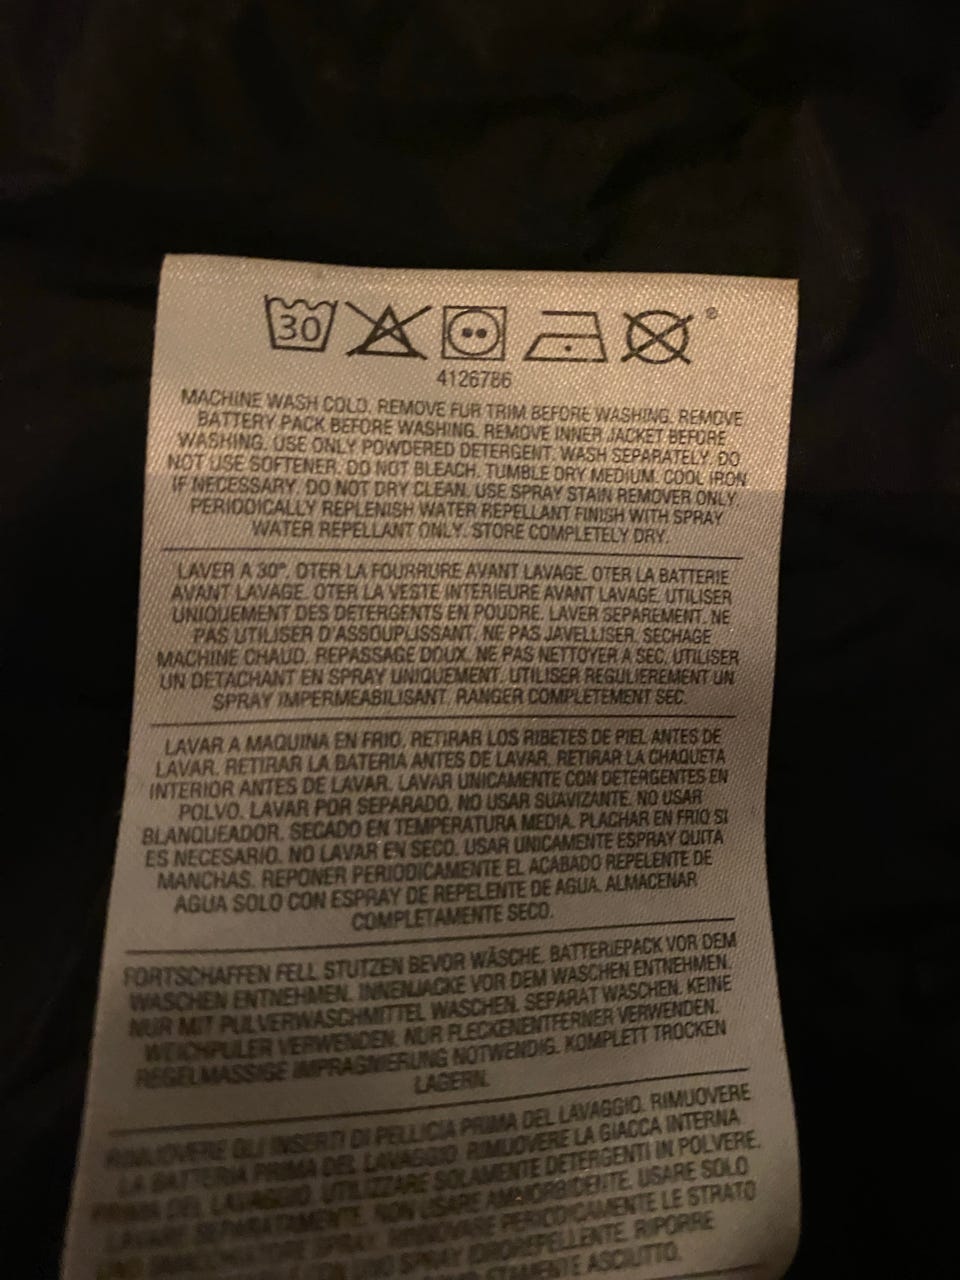 30
®
4126786
MACHINE WASH COLD. REMOVE FUR TRIM BEFORE WASHING. REMOVE
BATTERY PACK BEFORE WASHING. REMOVE INNER JACKET BEFORE
WASHING. USE ONLY POWDERED DETERGENT. WASH SEPARATELY. DO
NOT USE SOFTENER. DO NOT BLEACH. TUMBLE DRY MEDIUM. COOL IRON
IF NECESSARY. DO NOT DRY CLEAN. USE SPRAY STAIN REMOVER ONLY
PERIODICALLY REPLENISH WATER REPELLANT FINISH WITH SPRAY
WATER REPELLANT ONLY. STORE COMPLETELY DRY.
LAVER A 30°. OTER LA FOURRURE AVANT LAVAGE. OTER LA BATTERIE
AVANT LAVAGE. OTER LA VESTE INTERIEURE AVANT LAVAGE. UTILISER
UNIQUEMENT DES DETERGENTS EN POUDRE. LAVER SEPAREMENT. NE
PAS UTILISER D'ASSOUPLISSANT. NE PAS JAVELLISER. SECHAGE
MACHINE CHAUD. REPASSAGE DOUX. NE PAS NETTOYER A SEC. UTILISER
UN DETACHANT EN SPRAY UNIQUEMENT. UTILISER REGULIEREMENT UN
SPRAY IMPERMEABILISANT. RANGER COMPLETEMENT SEC.
LAVAR A MAQUINA EN FRIO. RETIRAR LOS RIBETES DE PIEL ANTES DE
LAVAR. RETIRAR LA BATERIA ANTES DE LAVAR. RETIRAR LA CHAQUETA
INTERIOR ANTES DE LAVAR. LAVAR UNICAMENTE CON DETERGENTES EN
POLVO. LAVAR POR SEPARADO. NO USAR SUAVIZANTE. NO USAR
BLANQUEADOR. SECADO EN TEMPERATURA MEDIA. PLACHAR EN FRIO SI
ES NECESARIO. NO LAVAR EN SECO. USAR UNICAMENTE ESPRAY QUITA
MANCHAS. REPONER PERIODICAMENTE EL ACABADO REPELENTE DE
AGUA SOLO CON ESPRAY DE REPELENTE DE AGUA. ALMACENAR
COMPLETAMENTE SECO.
FORTSCHAFFEN FELL STUTZEN BEVOR WÄSCHE. BATTERIEPACK VOR DEM
WASCHEN ENTNEHMEN. INNENJACKE VOR DEM WASCHEN ENTNEHMEN.
NUR MIT PULVERWASCHMITTEL WASCHEN. SEPARAT WASCHEN. KEINE
WEICHPULER VERWENDEN. NUR FLECKENENTFERNER VERWENDEN.
REGELMASSIGE IMPRAGNIERUNG NOTWENDIG. KOMPLETT TROCKEN
LAGERN.
RIMUOVERE GLI INSERTI DI PELLICIA PRIMA DEL LAVAGGIO. RIMUOVERE
LA BATTERIA PRIMA DEL LAVAGGIO. RIMUOVERE LA GIACCA INTERNA
PRIMA DEL LAVAGGIO. UTILIZZARE SOLAMENTE DETERGENTI IN POLVERE.
LAVARE SEPARATAMENTE. NON USARE AMMORBIDENTE. USARE SOLO
SPRAY. RINNOVARE PERIODICAMENTE LE STRATO
UNO SPRAY IDROREPELLENTE. RIPORRE
ASCIUTTO.